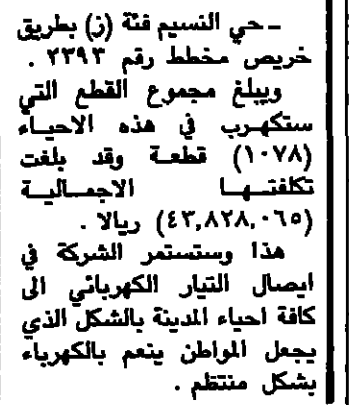 ـ حي النسيم فئة (ز) بطريق
خريص مخطط رقم ٢٣٩٣ .
ويبلغ مجموع القطع التي
ستكهرب في هذه الاحياء
(١٠٧٨) قطعة وقد بلغت
تكلفتها الاجمالية
(٤٣,٨٢٨,٠٦٥) ريالا .
هذا وستستمر الشركة في
ايصال التيار الكهربائي الى
كافة احياء المدينة بالشكل الذي
يجعل المواطن ينعم بالكهرباء
بشكل منتظم .